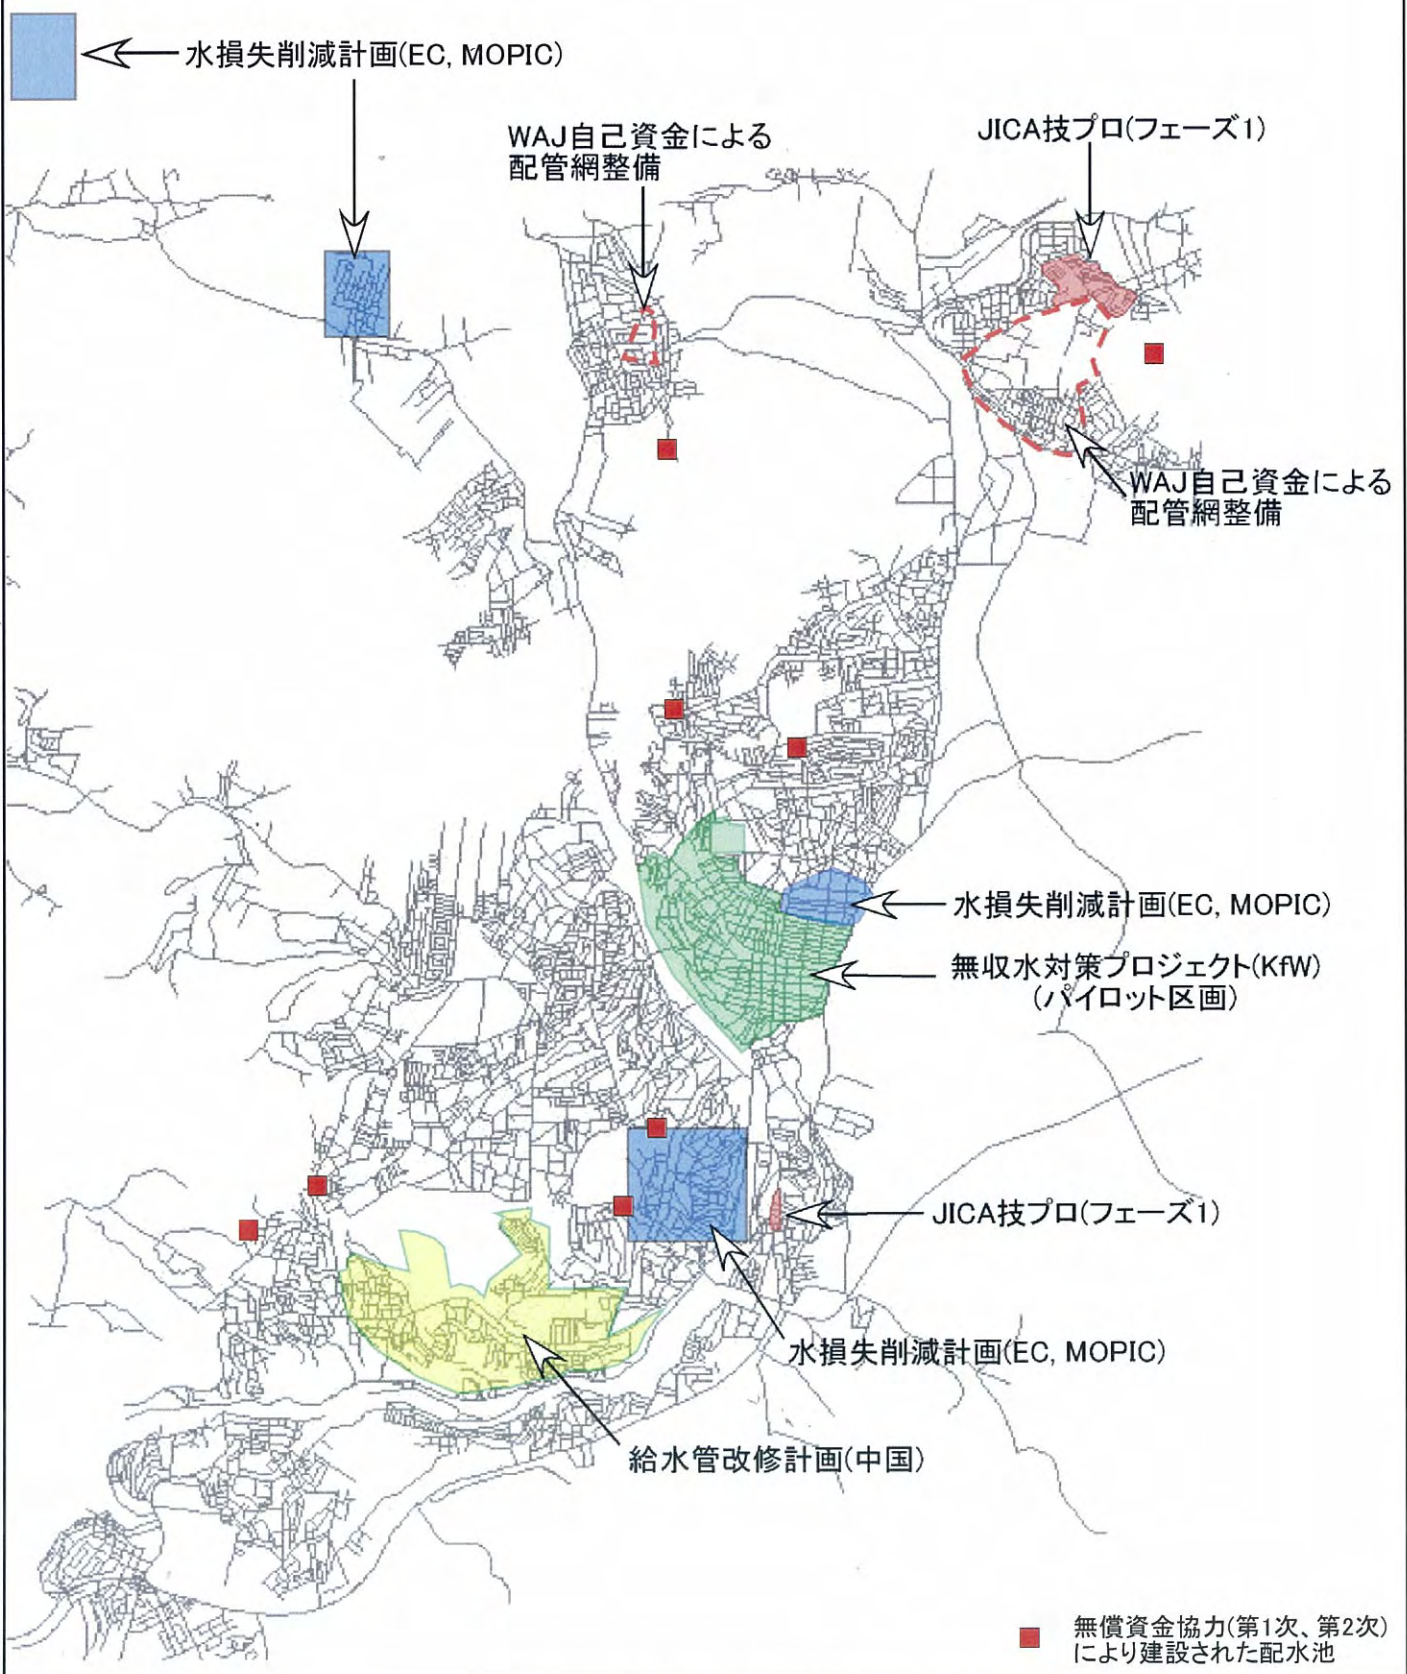 水損失削減計画(EC, MOPIC)
WAJ自己資金による
配管網整備
JICA技プロ(フェーズ1)
WAJ自己資金による
配管網整備
水損失削減計画(EC, MOPIC)
無収水対策プロジェクト(KfW)
(パイロット区画)
JICA技プロ(フェーズ1)
水損失削減計画(EC, MOPIC)
給水管改修計画(中国)
無償資金協力(第1次、第2次)
により建設された配水池